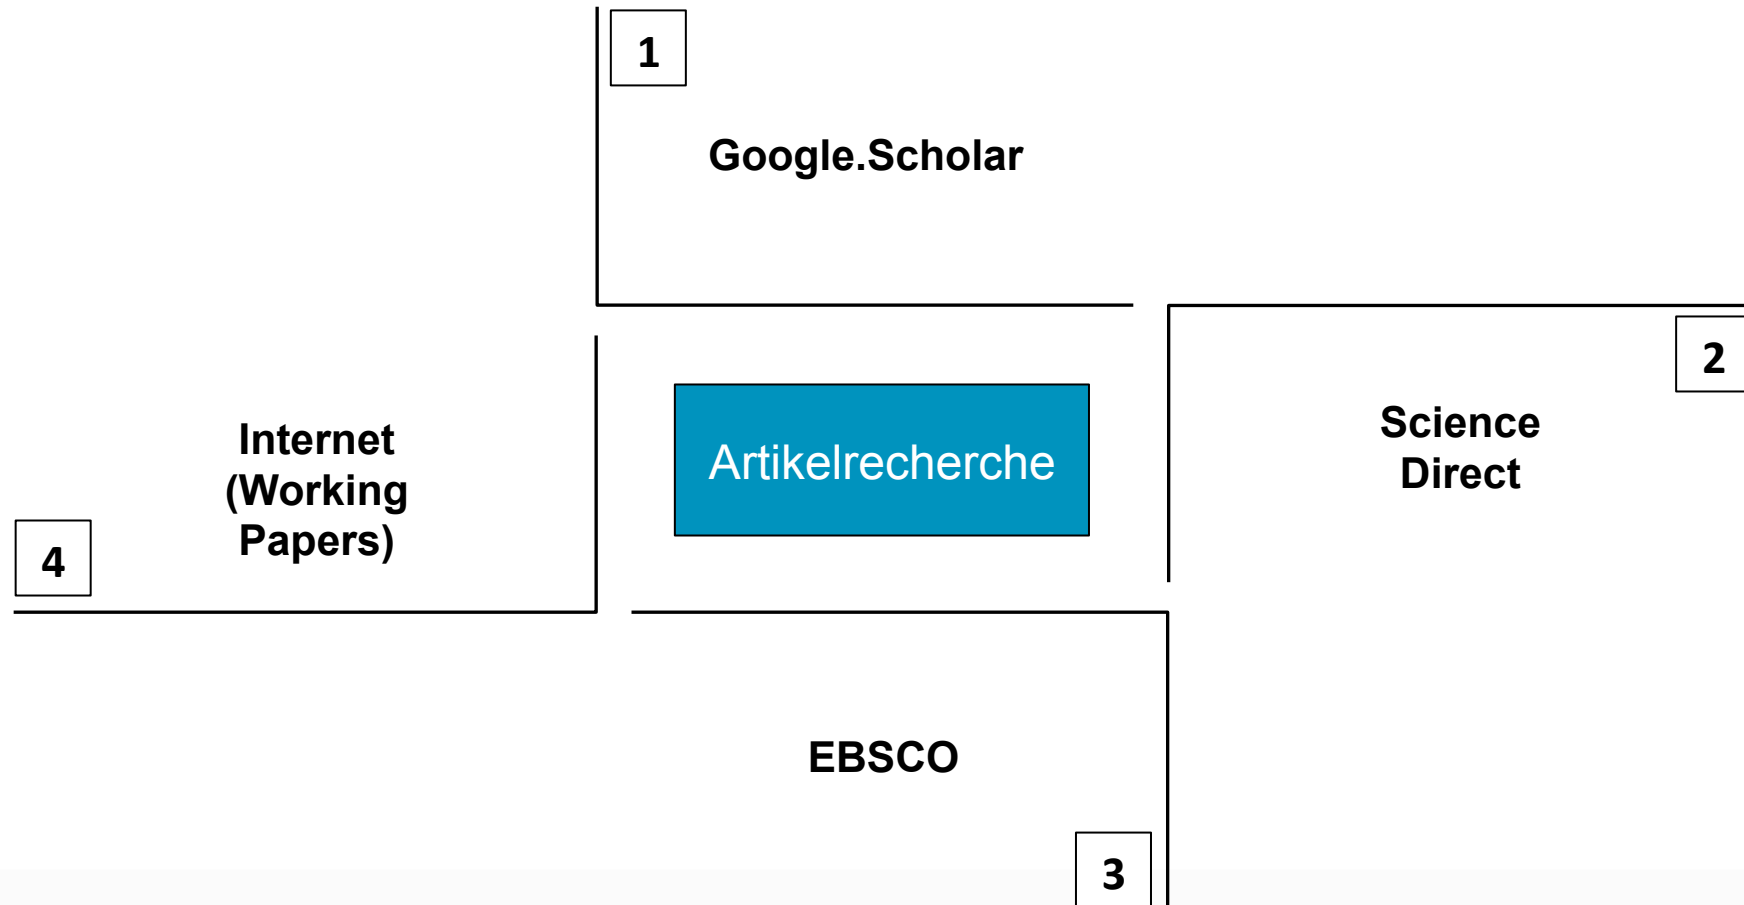 1
Google.Scholar
2
Science
Direct
Artikelrecherche
Internet
(Working
Papers)
4
EBSCO
3